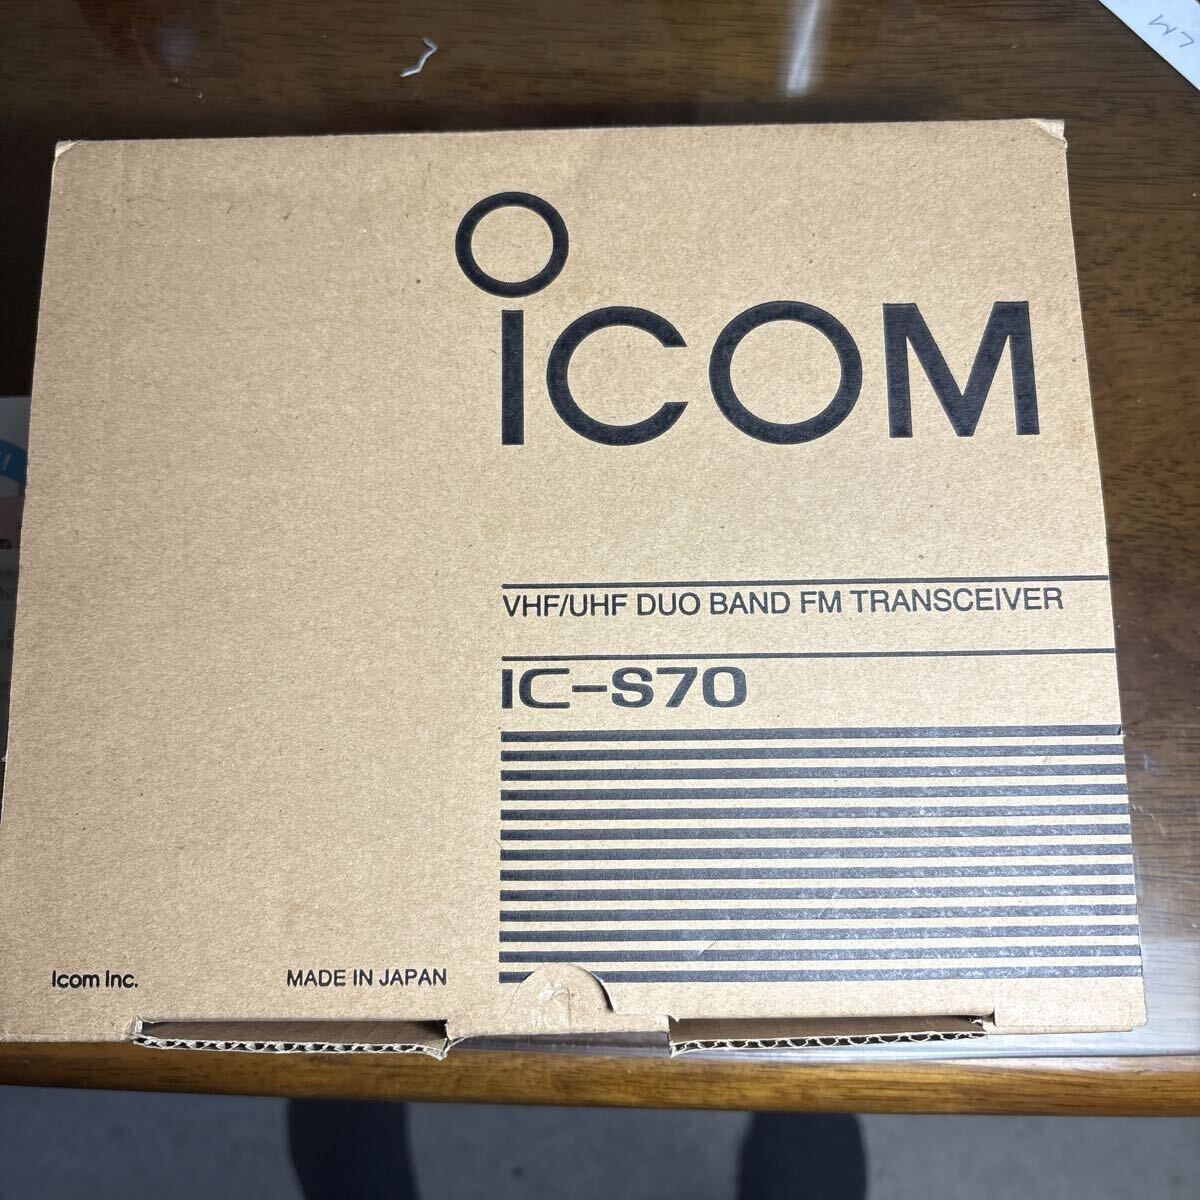 ICOM
VHF/UHF DUO BAND FM TRANSCEIVER
IC-S70
Icom Inc.
MADE IN JAPAN